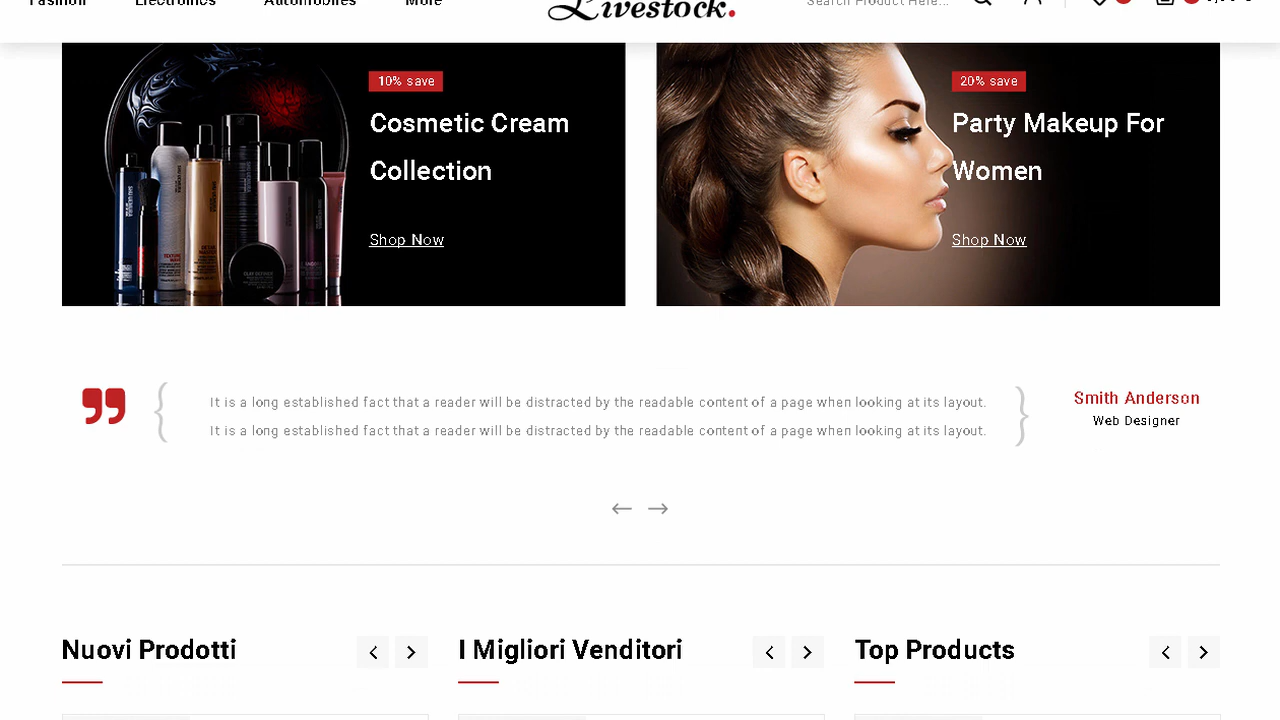 Fashion Electronics Automobiles More
Livestock.
Search Product Here...
10% save
Cosmetic Cream
Collection
Shop Now
20% save
Party Makeup For
Women
Shop Now
It is a long established fact that a reader will be distracted by the readable content of a page when looking at its layout.
It is a long established fact that a reader will be distracted by the readable content of a page when looking at its layout.
Smith Anderson
Web Designer
Nuovi Prodotti
I Migliori Venditori
Top Products